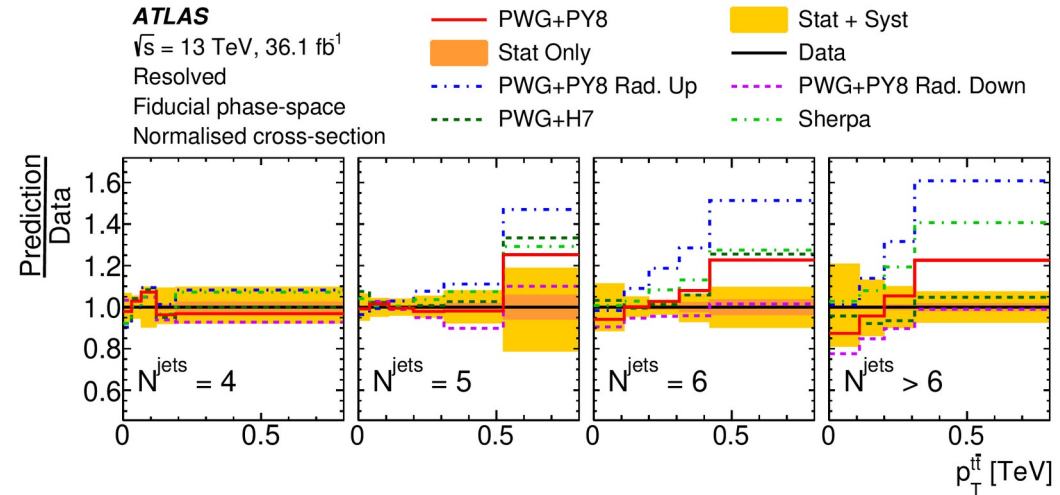 ATLAS
√s = 13 TeV, 36.1 fb⁻¹
Resolved
Fiducial phase-space
Normalised cross-section
PWG+PY8
Stat Only
PWG+PY8 Rad. Up
PWG+H7
Stat + Syst
Data
PWG+PY8 Rad. Down
Sherpa
Prediction
Data
1.6
1.4
1.2
1.0
0.8
0.6
N^jets = 4
N^jets = 5
N^jets = 6
N^jets > 6
0 0.5 0 0.5 0 0.5 0 0.5
p_T^tt̄ [TeV]